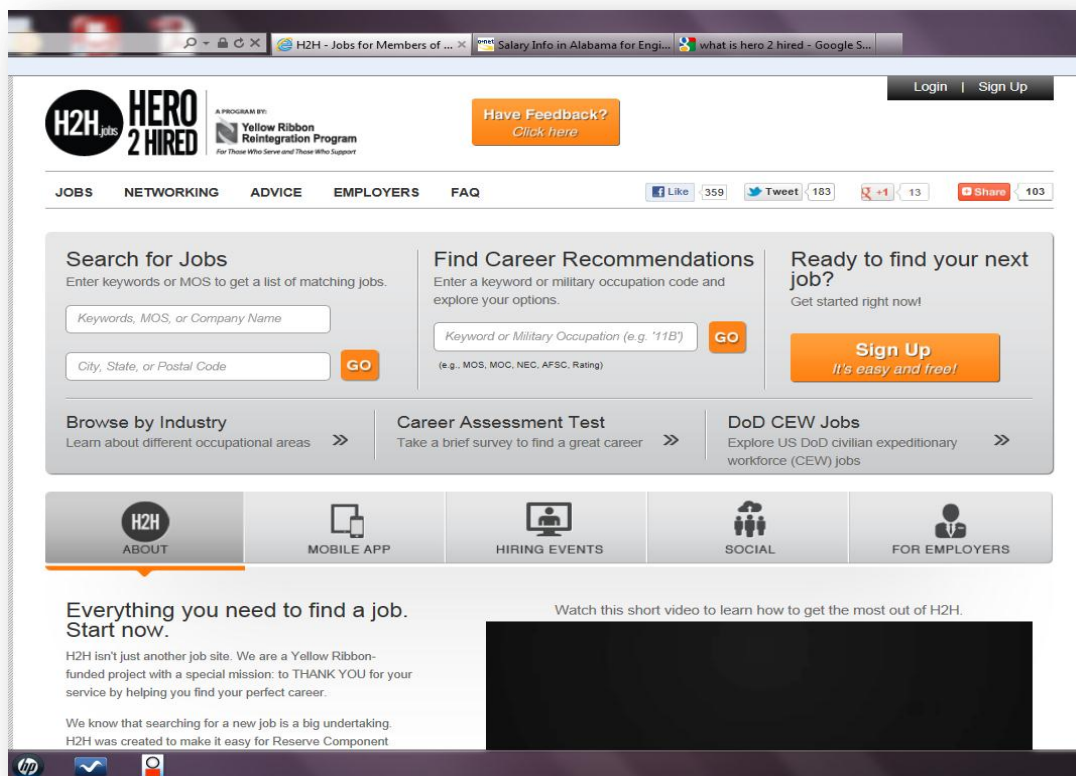 H2H - Jobs for Members of ...
Salary Info in Alabama for Engi...
what is hero 2 hired - Google S...
Login | Sign Up
H2H.jobs
HERO
2 HIRED
A PROGRAM BY:
Yellow Ribbon
Reintegration Program
For Those Who Serve and Those Who Support
Have Feedback?
Click here
JOBS NETWORKING ADVICE EMPLOYERS FAQ
Like 359 Tweet 183 +1 13 Share 103
Search for Jobs
Enter keywords or MOS to get a list of matching jobs.
Keywords, MOS, or Company Name
City, State, or Postal Code
GO
Find Career Recommendations
Enter a keyword or military occupation code and
explore your options.
Keyword or Military Occupation (e.g. '11B')
GO
(e.g., MOS, MOC, NEC, AFSC, Rating)
Ready to find your next
job?
Get started right now!
Sign Up
It's easy and free!
Browse by Industry
Learn about different occupational areas
Career Assessment Test
Take a brief survey to find a great career
DoD CEW Jobs
Explore US DoD civilian expeditionary
workforce (CEW) jobs
H2H
ABOUT
MOBILE APP
HIRING EVENTS
SOCIAL
FOR EMPLOYERS
Everything you need to find a job.
Start now.
H2H isn't just another job site. We are a Yellow Ribbon-
funded project with a special mission: to THANK YOU for your
service by helping you find your perfect career.
We know that searching for a new job is a big undertaking.
H2H was created to make it easy for Reserve Component
Watch this short video to learn how to get the most out of H2H.
hp